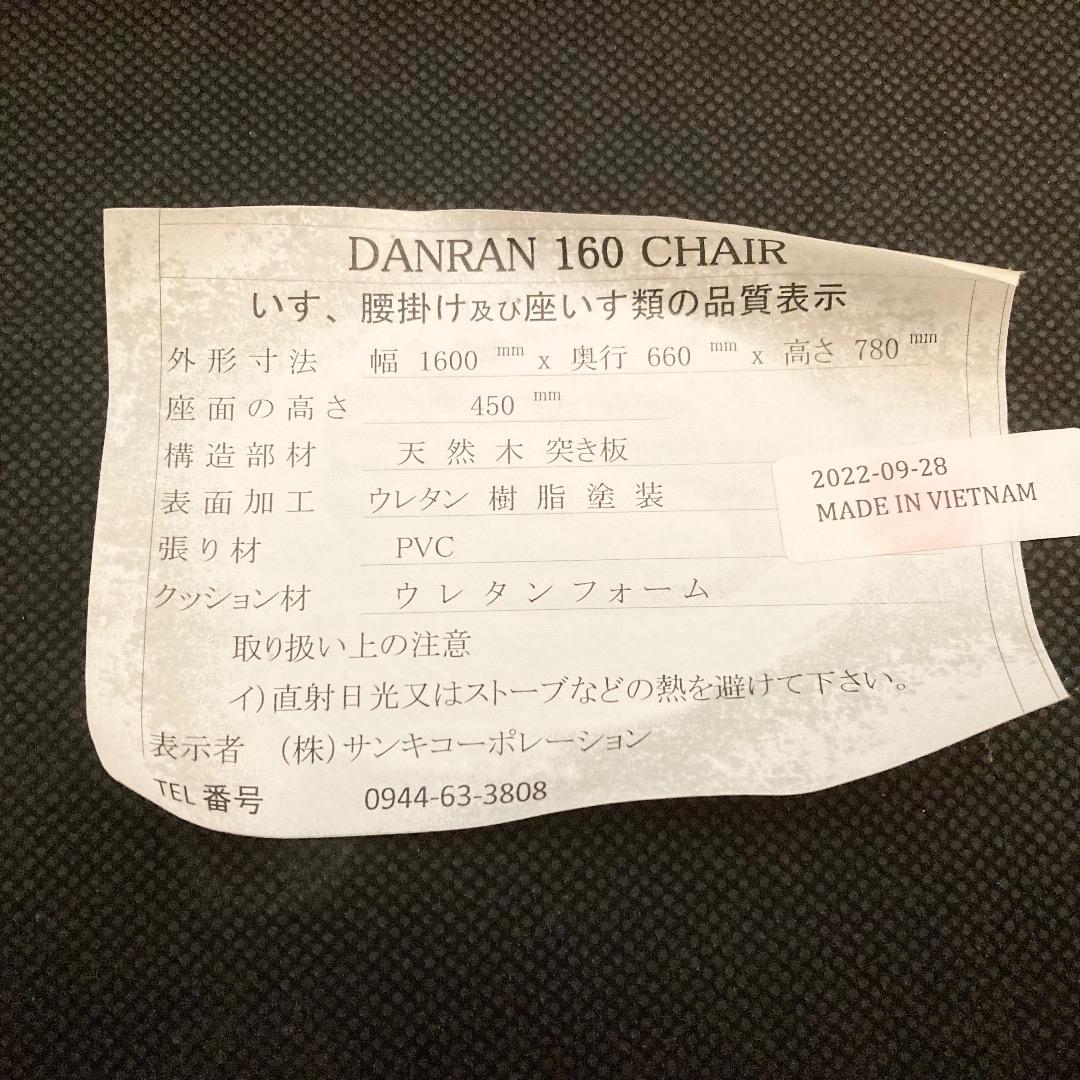 DANRAN 160 CHAIR
いす、腰掛け及び座いす類の品質表示
外形寸法 幅 1600 mm x 奥行 660 mm x 高さ 780 mm
座面の高さ 450 mm
構造部材 天然木 突き板
表面加工 ウレタン 樹脂塗装
張り材 PVC
クッション材 ウレタンフォーム
取り扱い上の注意
イ)直射日光又はストーブなどの熱を避けて下さい。
表示者 (株)サンキコーポレーション
TEL 番号 0944-63-3808
2022-09-28
MADE IN VIETNAM